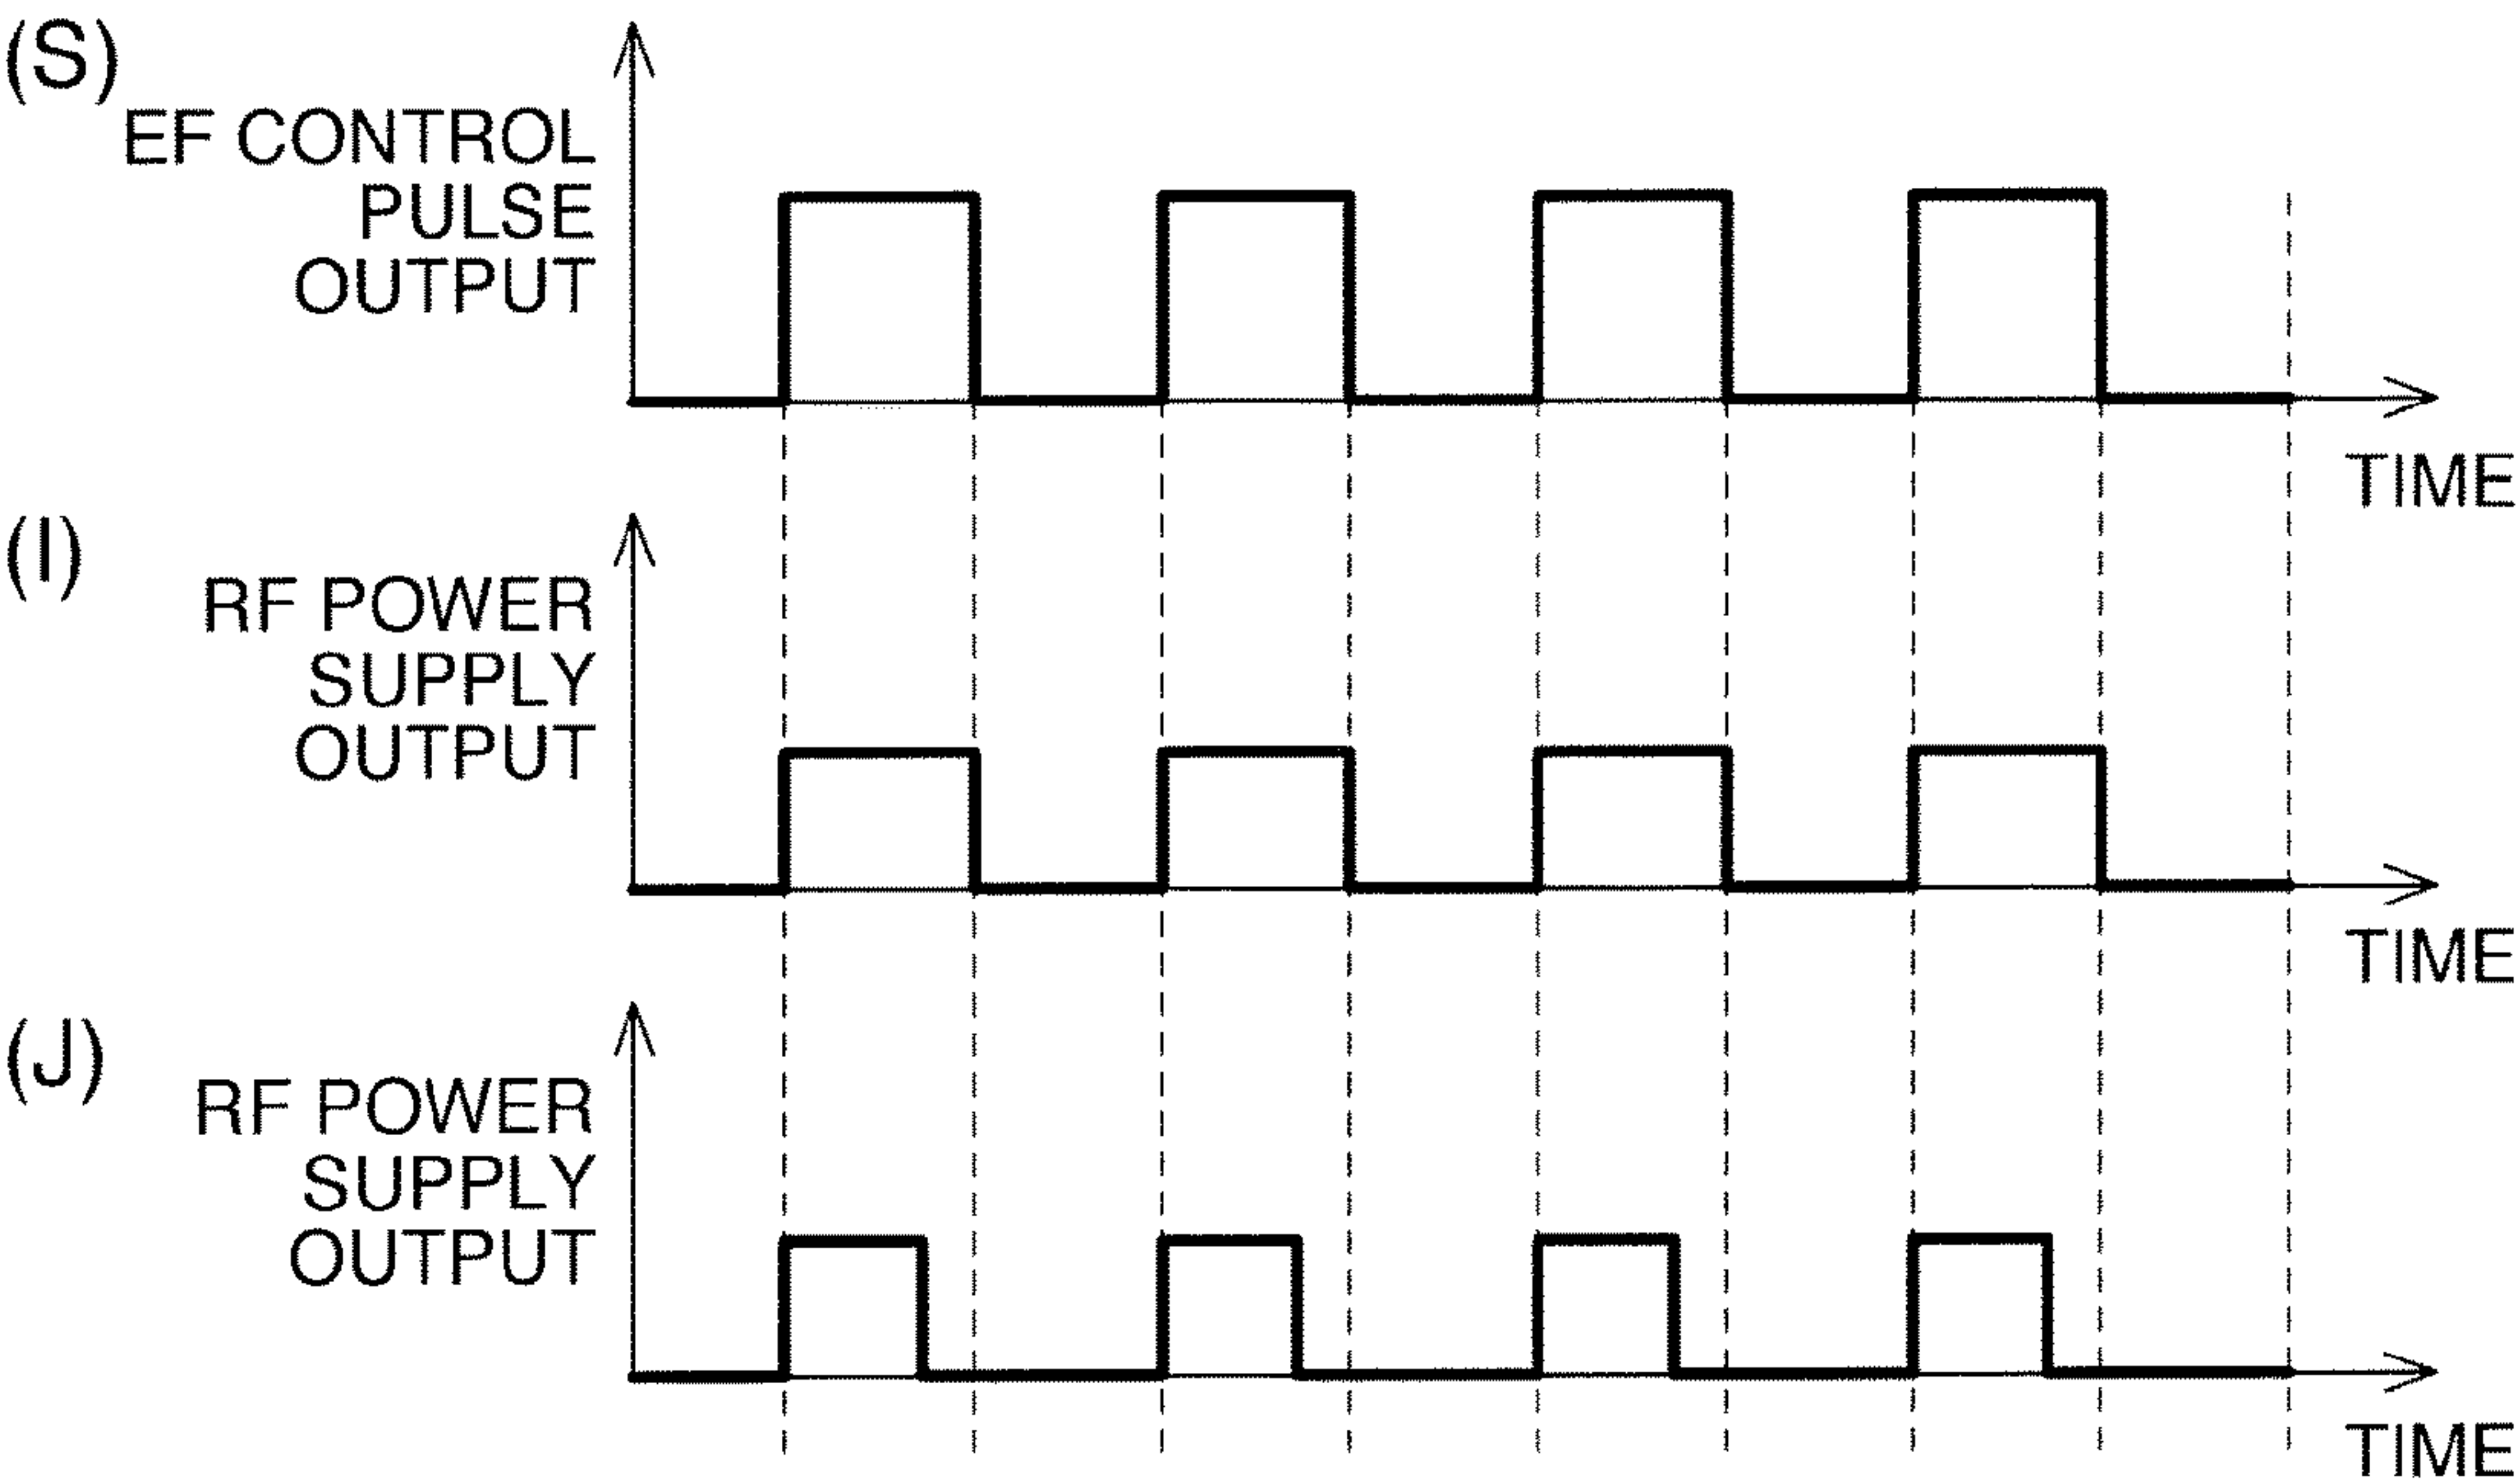 (S)
EF CONTROL
PULSE
OUTPUT
TIME
(I)
RF POWER
SUPPLY
OUTPUT
TIME
(J)
RF POWER
SUPPLY
OUTPUT
TIME